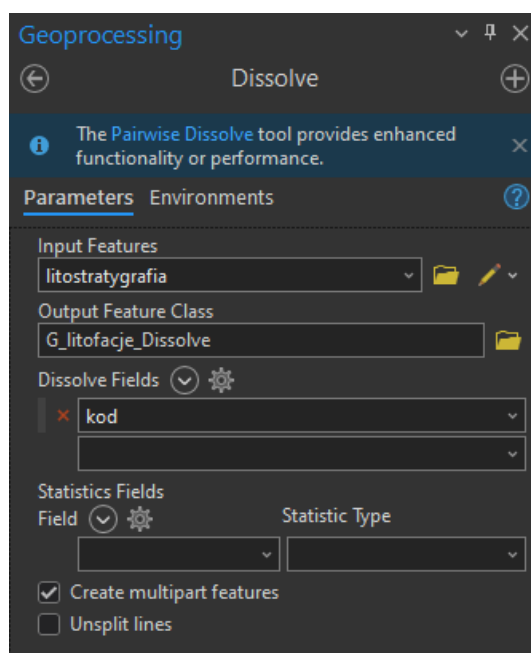 Geoprocessing
Dissolve
The Pairwise Dissolve tool provides enhanced
functionality or performance.
Parameters Environments
Input Features
litostratygrafia
Output Feature Class
G_litofacje_Dissolve
Dissolve Fields
kod
Statistics Fields
Field Statistic Type
Create multipart features
Unsplit lines